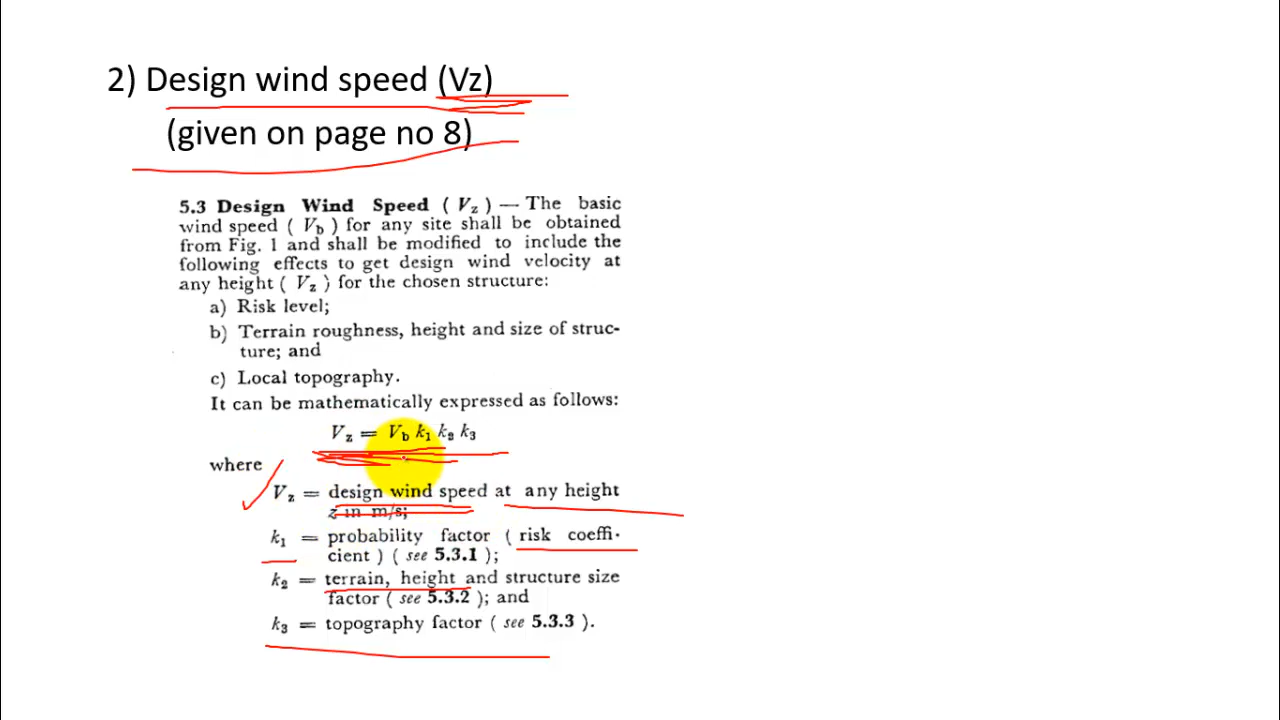 2) Design wind speed (Vz)
(given on page no 8)
5.3 Design Wind Speed ( Vz ) — The basic
wind speed ( Vb ) for any site shall be obtained
from Fig. 1 and shall be modified to include the
following effects to get design wind velocity at
any height ( Vz ) for the chosen structure:
a) Risk level;
b) Terrain roughness, height and size of struc-
ture; and
c) Local topography.
It can be mathematically expressed as follows:
Vz = Vb k1 k2 k3
where
Vz = design wind speed at any height
z in m/s;
k1 = probability factor ( risk coeffi-
cient ) ( see 5.3.1 );
k2 = terrain, height and structure size
factor ( see 5.3.2 ); and
k3 = topography factor ( see 5.3.3 ).